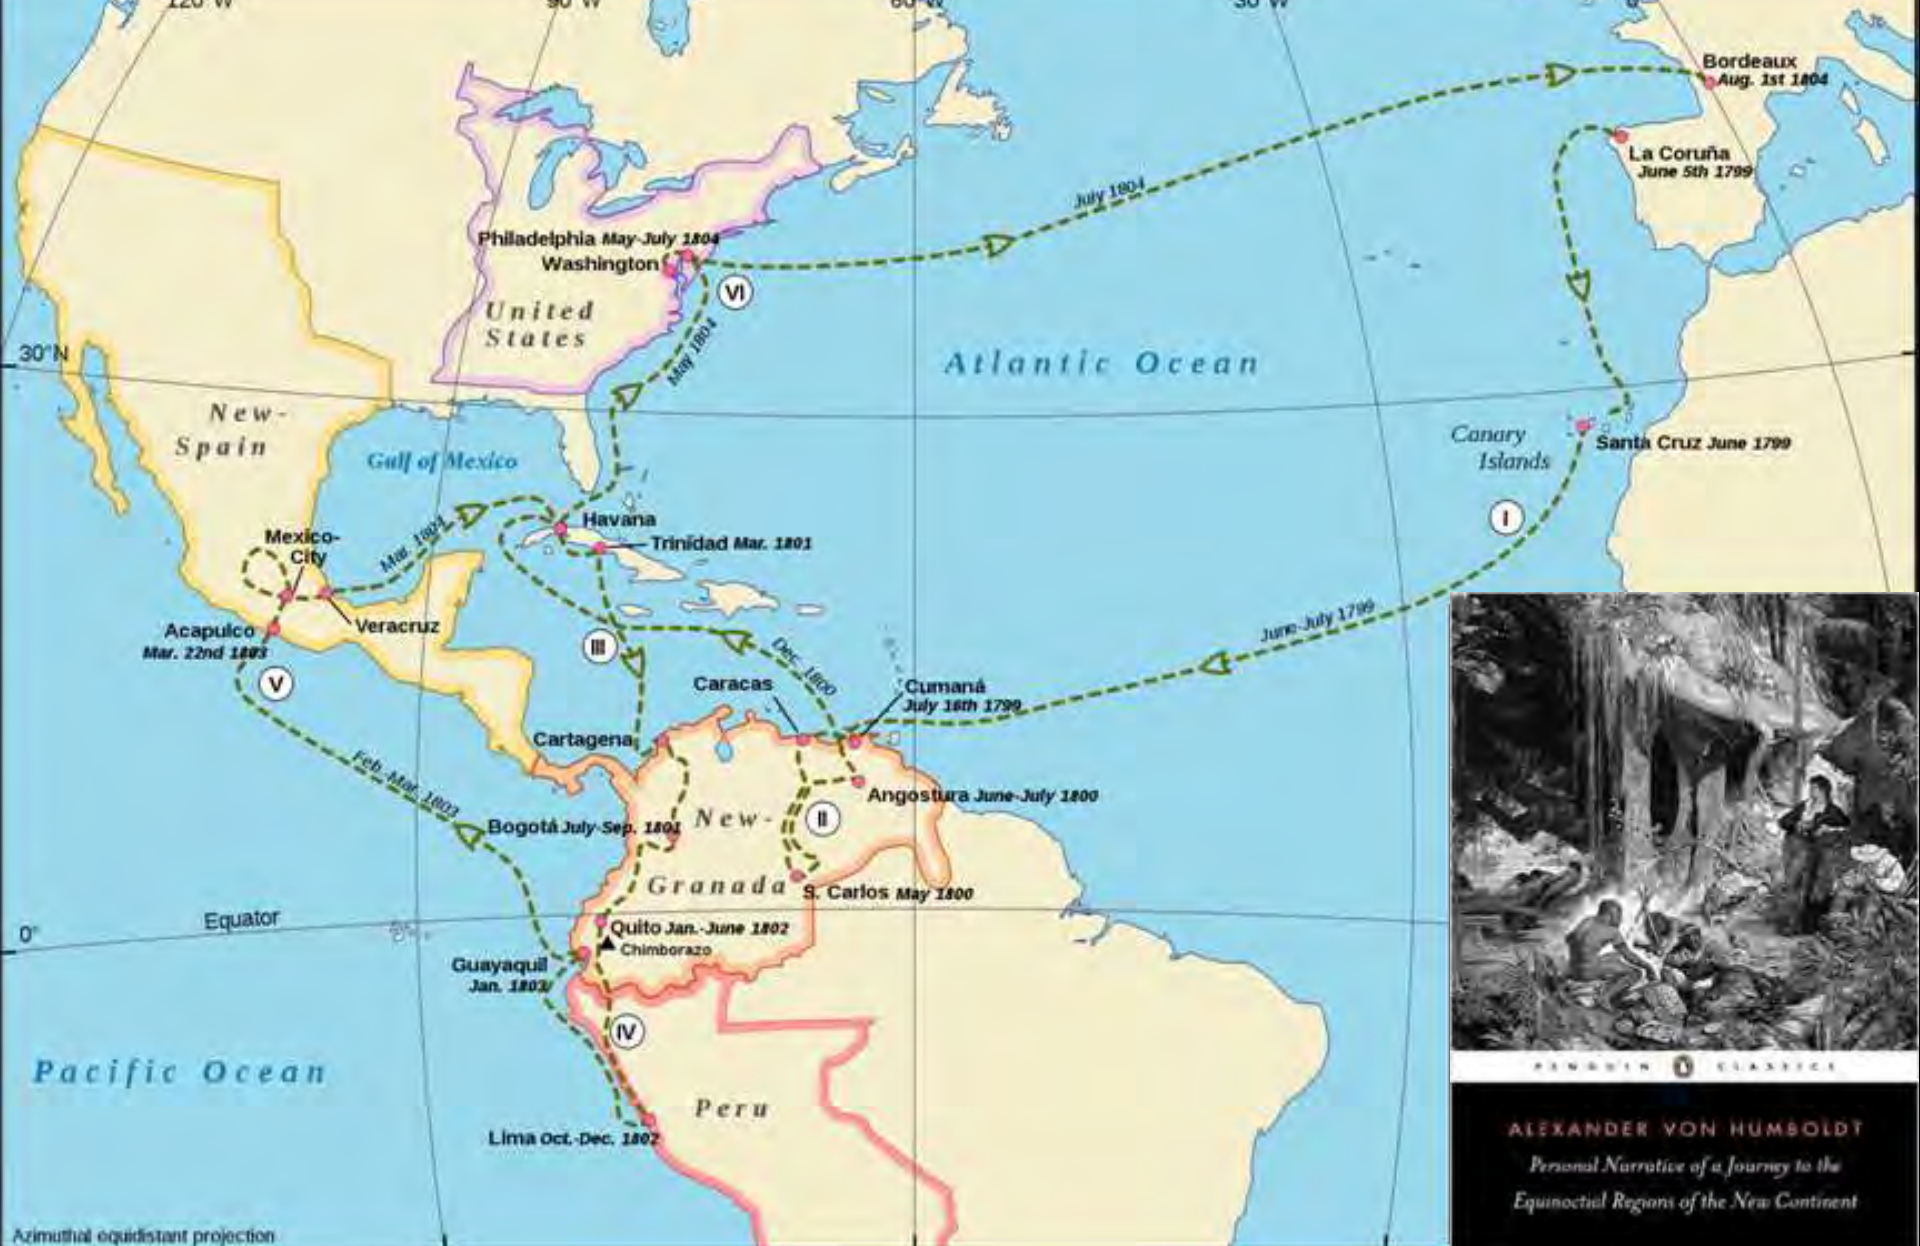 120°W
90°W
60°W
30°W
0°
Bordeaux
Aug. 1st 1804
La Coruña
June 5th 1799
July 1804
Philadelphia May-July 1804
Washington
VI
United
States
May 1804
30°N
Atlantic Ocean
New-
Spain
Gulf of Mexico
Canary
Islands
Santa Cruz June 1799
I
Havana
Trinidad Mar. 1801
Mexico-
City
Mar. 1804
Veracruz
Acapulco
Mar. 22nd 1803
V
III
Dec. 1800
June-July 1799
Caracas
Cumaná
July 16th 1799
Cartagena
Feb.-Mar. 1803
Angostura June-July 1800
Bogotá July-Sep. 1801
New-
II
Granada
S. Carlos May 1800
Equator
0°
Quito Jan.-June 1802
Chimborazo
Guayaquil
Jan. 1803
IV
Pacific Ocean
Peru
Lima Oct.-Dec. 1802
Azimuthal equidistant projection
PENGUIN CLASSICS
ALEXANDER VON HUMBOLDT
Personal Narrative of a Journey to the
Equinoctial Regions of the New Continent